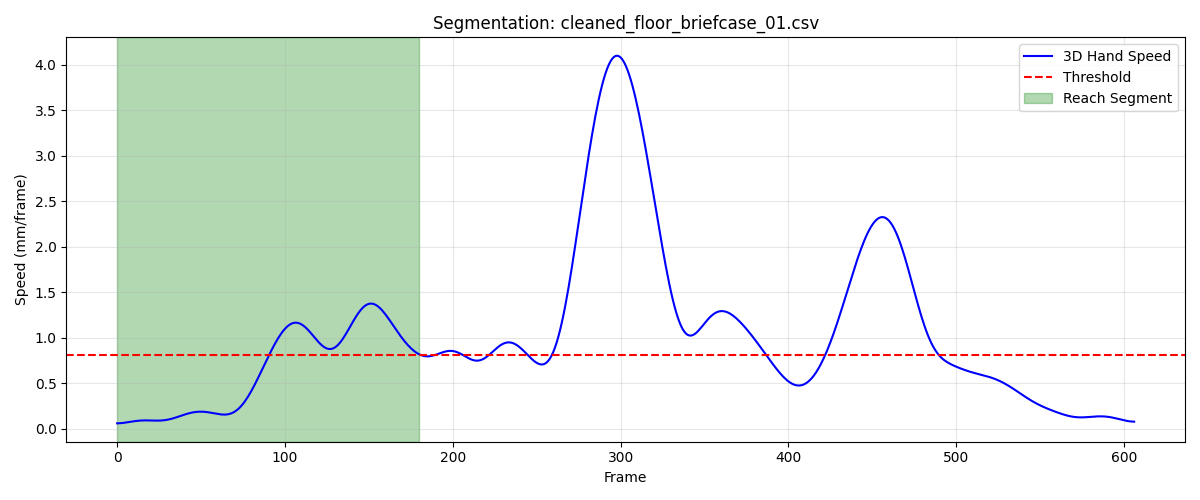 Segmentation: cleaned_floor_briefcase_01.csv
3D Hand Speed
Threshold
Reach Segment
Speed (mm/frame)
4.0
3.5
3.0
2.5
2.0
1.5
1.0
0.5
0.0
0 100 200 300 400 500 600
Frame